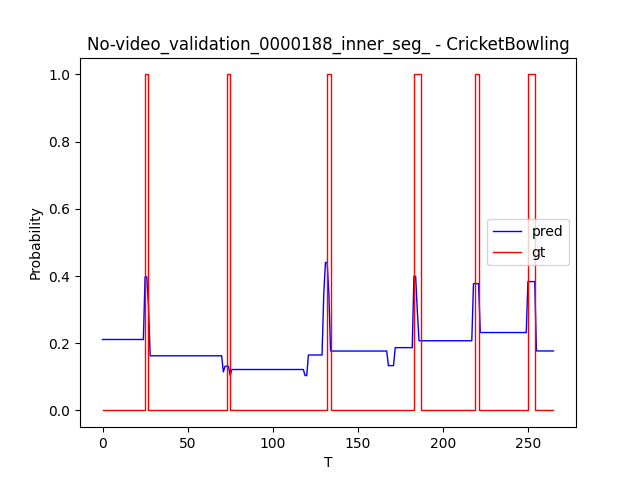 No-video_validation_0000188_inner_seg_ - CricketBowling
1.0
0.8
0.6
0.4
0.2
0.0
Probability
pred
gt
0 50 100 150 200 250
T